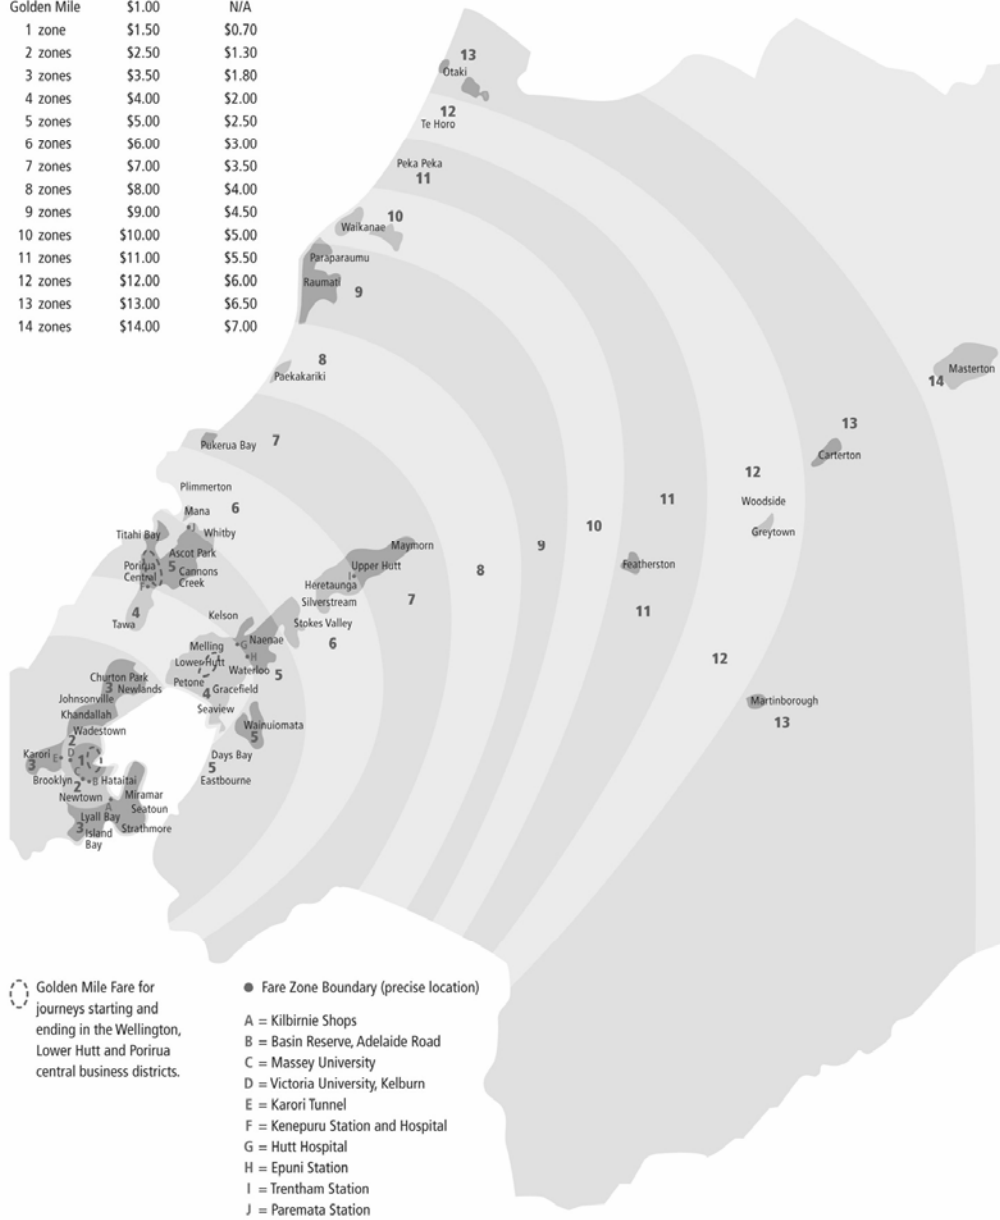 Golden Mile $1.00 N/A
1 zone $1.50 $0.70
2 zones $2.50 $1.30
3 zones $3.50 $1.80
4 zones $4.00 $2.00
5 zones $5.00 $2.50
6 zones $6.00 $3.00
7 zones $7.00 $3.50
8 zones $8.00 $4.00
9 zones $9.00 $4.50
10 zones $10.00 $5.00
11 zones $11.00 $5.50
12 zones $12.00 $6.00
13 zones $13.00 $6.50
14 zones $14.00 $7.00
13
Otaki
12
Te Horo
Peka Peka
11
10
Waikanae
Paraparaumu
Raumati
9
8
Paekakariki
Masterton
14
13
Carterton
Pukerua Bay
7
12
Woodside
Greytown
11
10
9
8
Featherston
11
12
Martinborough
13
Plimmerton
Mana
6
J
Titahi Bay
Whitby
Ascot Park
Porirua
Central
5
Cannons
Creek
F
4
Tawa
Maymorn
Upper Hutt
I
Heretaunga
Silverstream
7
Stokes Valley
6
Kelson
Naenae
G
H
Melling
Lower Hutt
Waterloo
5
Petone
4
Gracefield
Seaview
Wainuiomata
5
Days Bay
5
Eastbourne
Churton Park
3
Newlands
Johnsonville
Khandallah
Wadestown
2
Karori
3
E
D
1
C
Brooklyn
B
Hataitai
2
Newtown
Miramar
A
Seatoun
Lyall Bay
3
Strathmore
Island
Bay
Golden Mile Fare for
journeys starting and
ending in the Wellington,
Lower Hutt and Porirua
central business districts.
Fare Zone Boundary (precise location)
A = Kilbirnie Shops
B = Basin Reserve, Adelaide Road
C = Massey University
D = Victoria University, Kelburn
E = Karori Tunnel
F = Kenepuru Station and Hospital
G = Hutt Hospital
H = Epuni Station
I = Trentham Station
J = Paremata Station